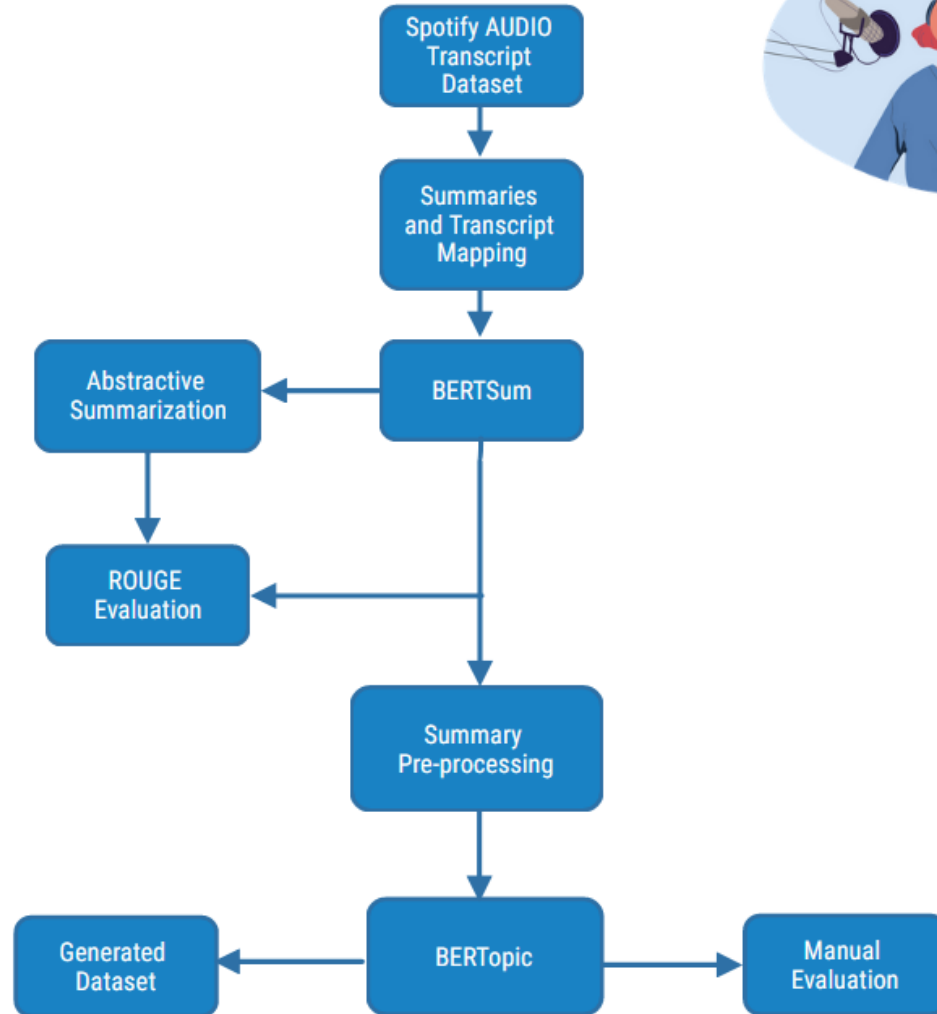 Spotify AUDIO
Transcript
Dataset
Summaries
and Transcript
Mapping
Abstractive
Summarization
BERTSum
ROUGE
Evaluation
Summary
Pre-processing
Generated
Dataset
BERTopic
Manual
Evaluation